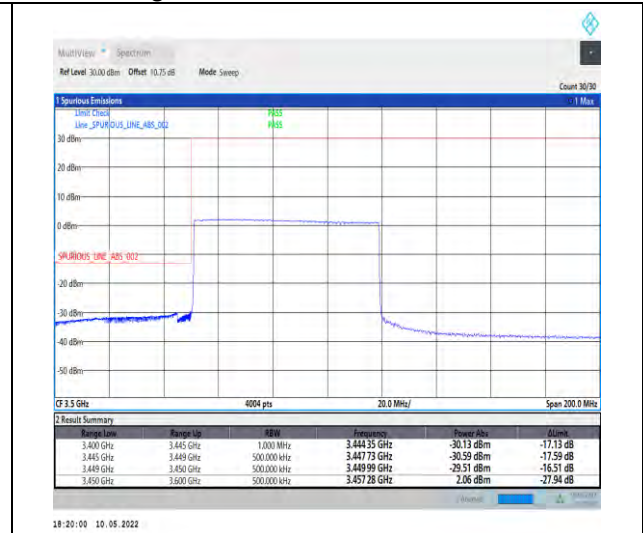 MultiView Spectrum
Ref Level 30.00 dBm Offset 10.75 dB Mode Sweep
Count 30/30
1 Spurious Emissions 1 Max
Limit Check PASS
Line _SPURIOUS_LINE_ABS_002 PASS
30 dBm
20 dBm
10 dBm
0 dBm
SPURIOUS_LINE_ABS_002
-20 dBm
-30 dBm
-40 dBm
-50 dBm
CF 3.5 GHz 4004 pts 20.0 MHz/ Span 200.0 MHz
2 Result Summary
Range Low Range Up RBW Frequency Power Abs ΔLimit
3.400 GHz 3.445 GHz 1.000 MHz 3.444 35 GHz -30.13 dBm -17.13 dB
3.445 GHz 3.449 GHz 500.000 kHz 3.447 73 GHz -30.59 dBm -17.59 dB
3.449 GHz 3.450 GHz 500.000 kHz 3.449 99 GHz -29.51 dBm -16.51 dB
3.450 GHz 3.600 GHz 500.000 kHz 3.457 28 GHz 2.06 dBm -27.94 dB
18:20:00 10.05.2022